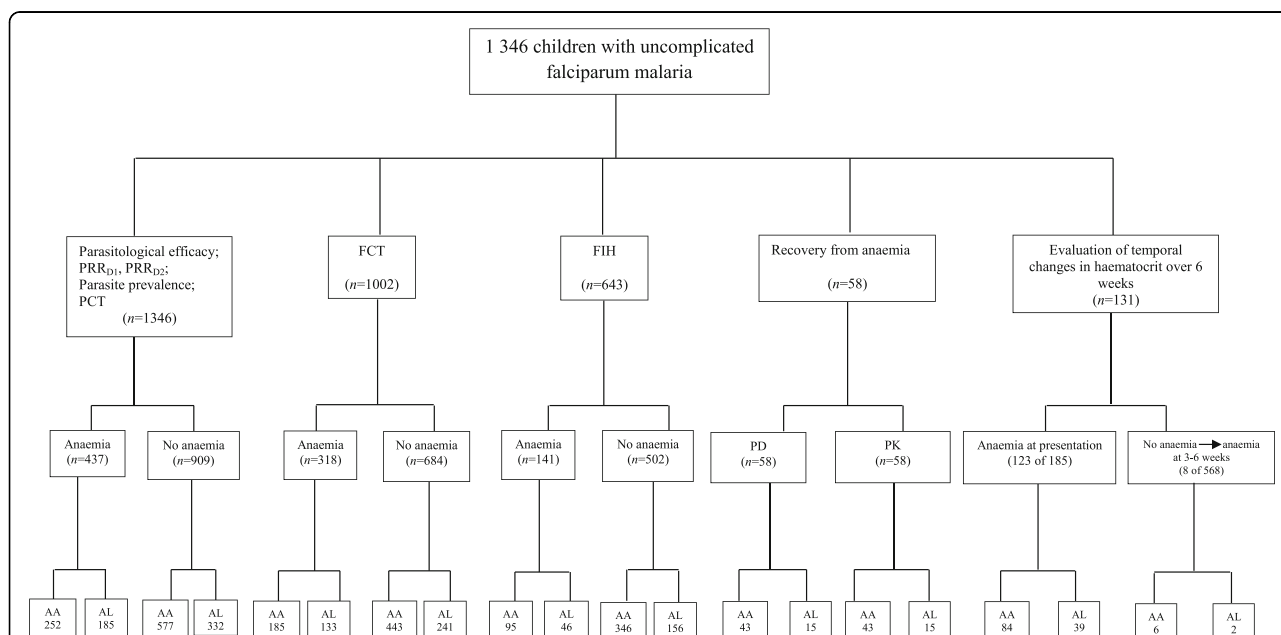 1 346 children with uncomplicated
falciparum malaria
Parasitological efficacy;
PRRD1, PRRD2;
Parasite prevalence;
PCT
(n=1346)
FCT
(n=1002)
FIH
(n=643)
Recovery from anaemia
(n=58)
Evaluation of temporal
changes in haematocrit over 6
weeks
(n=131)
Anaemia
(n=437)
No anaemia
(n=909)
Anaemia
(n=318)
No anaemia
(n=684)
Anaemia
(n=141)
No anaemia
(n=502)
PD
(n=58)
PK
(n=58)
Anaemia at presentation
(123 of 185)
No anaemia → anaemia
at 3-6 weeks
(8 of 568)
AA
252
AL
185
AA
577
AL
332
AA
185
AL
133
AA
443
AL
241
AA
95
AL
46
AA
346
AL
156
AA
43
AL
15
AA
43
AL
15
AA
84
AL
39
AA
6
AL
2